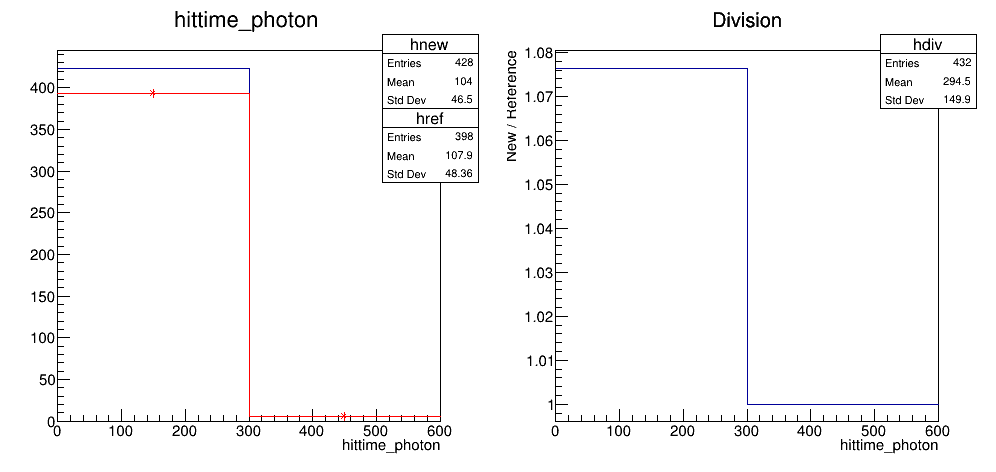 hittime_photon
hnew
Entries 428
Mean 104
Std Dev 46.5
href
Entries 398
Mean 107.9
Std Dev 48.36
400
350
300
250
200
150
100
50
0
0 100 200 300 400 500 600
hittime_photon
Division
hdiv
Entries 432
Mean 294.5
Std Dev 149.9
New / Reference
1.08
1.07
1.06
1.05
1.04
1.03
1.02
1.01
1
0 100 200 300 400 500 600
hittime_photon